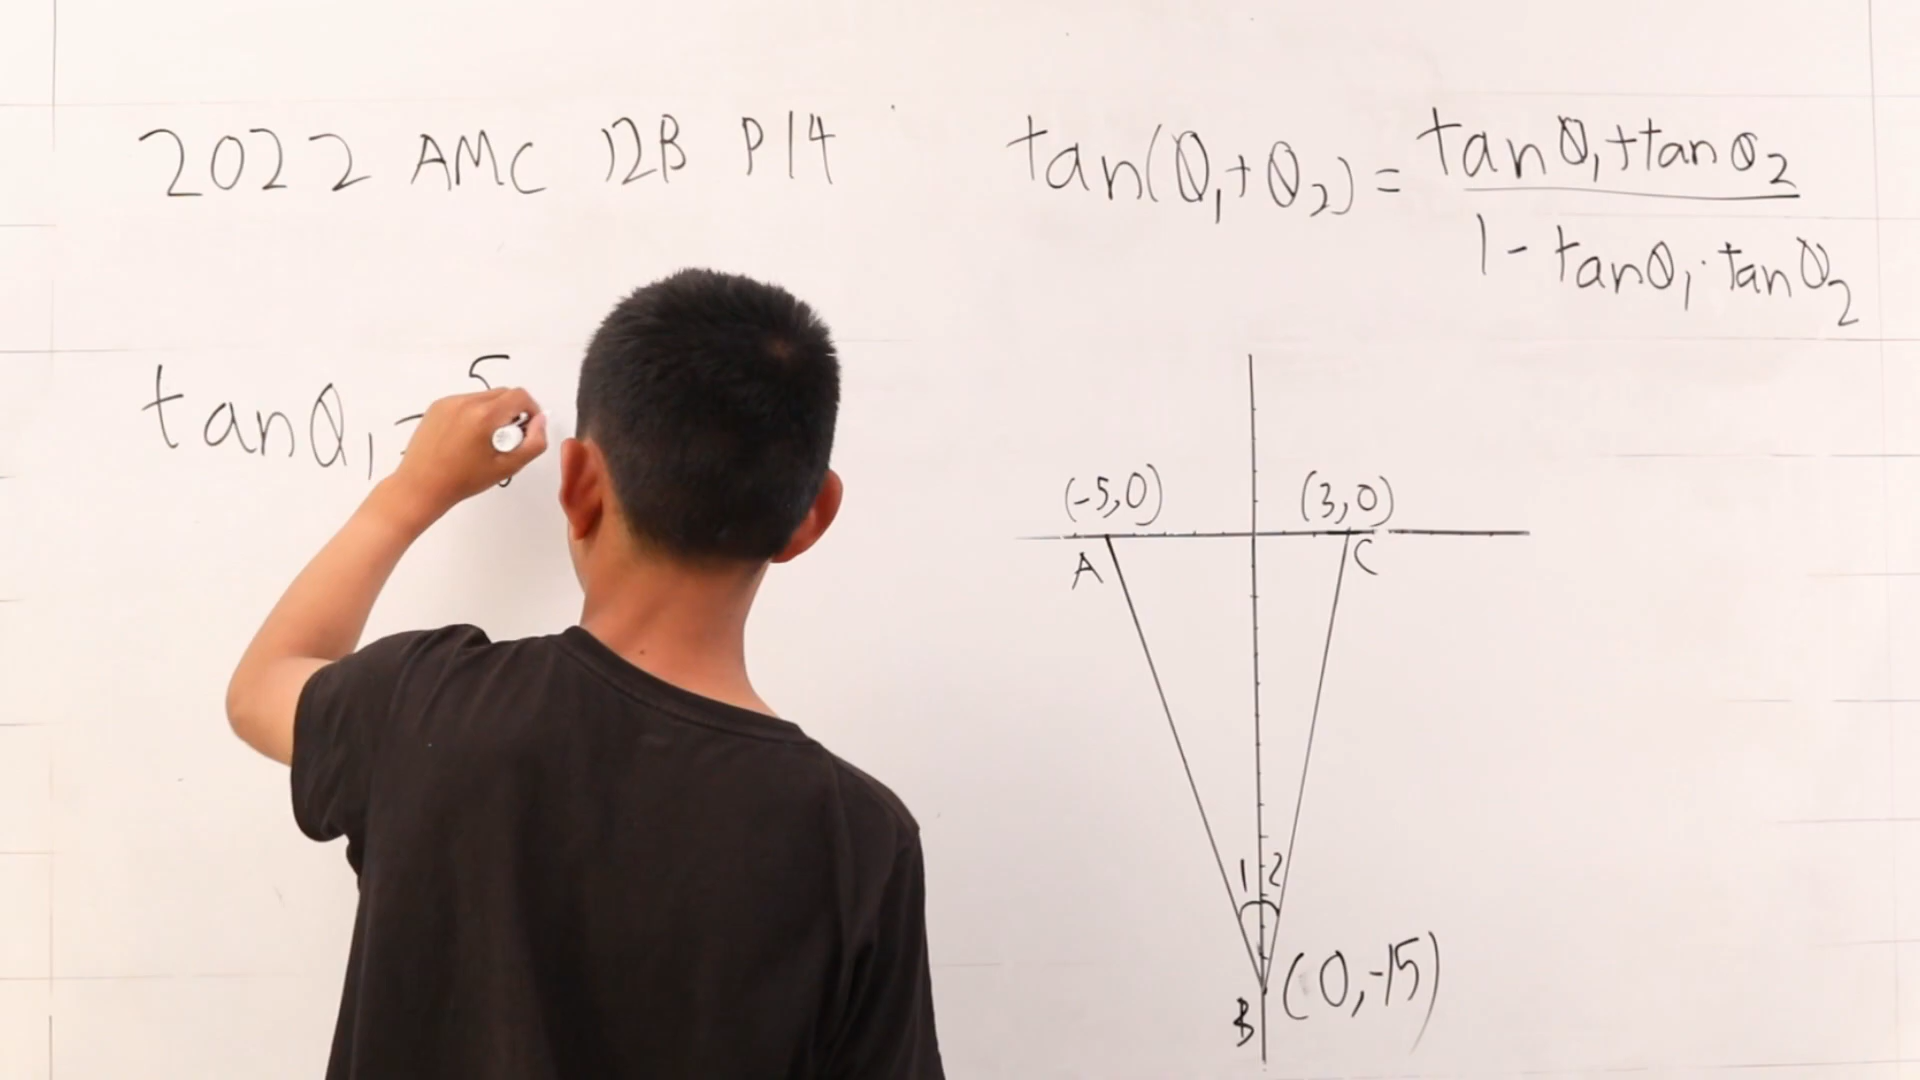 2022 AMC 12B P14
tan(θ₁+θ₂) = tanθ₁+tanθ₂
1 - tanθ₁·tanθ₂
tanθ₁ = 5
(-5,0) (3,0)
A C
1 2
(0,-15)
B